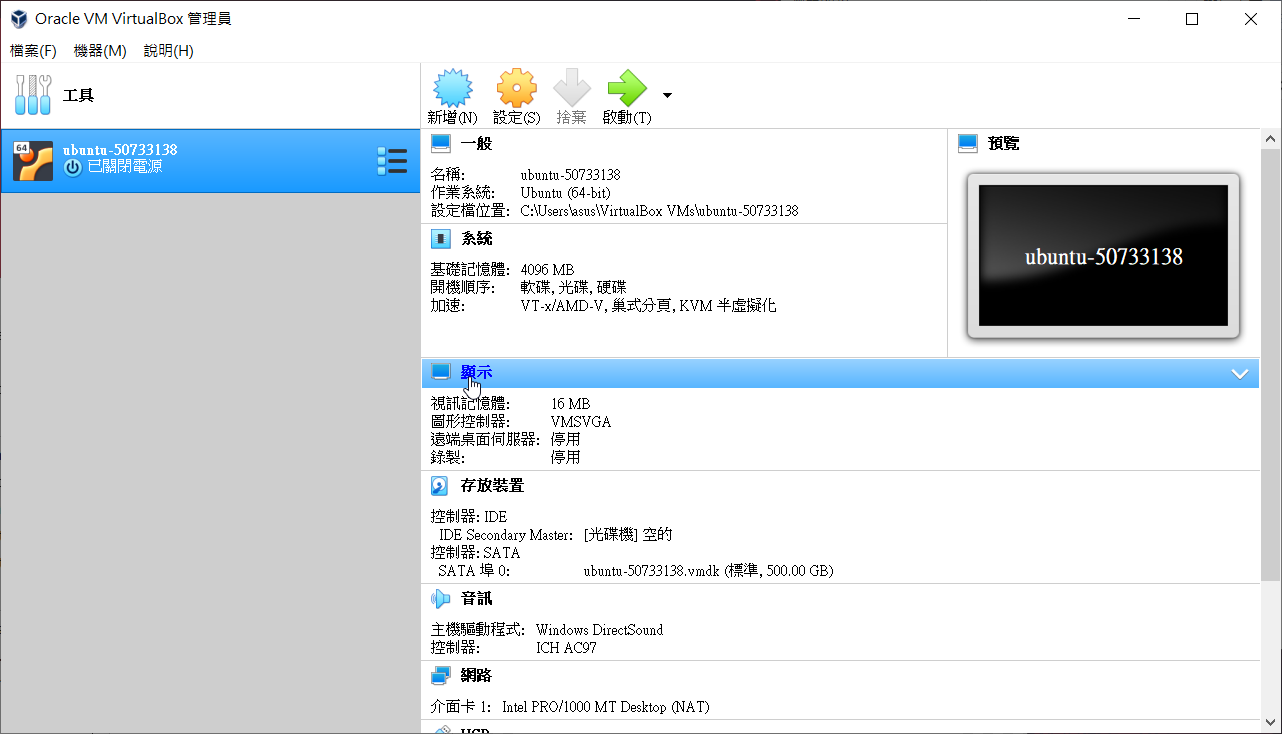 Oracle VM VirtualBox 管理員
檔案(F) 機器(M) 說明(H)
工具
新增(N) 設定(S) 捨棄 啟動(T)
64
ubuntu-50733138
已關閉電源
一般
名稱: ubuntu-50733138
作業系統: Ubuntu (64-bit)
設定檔位置: C:\Users\asus\VirtualBox VMs\ubuntu-50733138
預覽
ubuntu-50733138
系統
基礎記憶體: 4096 MB
開機順序: 軟碟, 光碟, 硬碟
加速: VT-x/AMD-V, 巢式分頁, KVM 半虛擬化
顯示
視訊記憶體: 16 MB
圖形控制器: VMSVGA
遠端桌面伺服器: 停用
錄製: 停用
存放裝置
控制器: IDE
IDE Secondary Master: [光碟機] 空的
控制器: SATA
SATA 埠 0: ubuntu-50733138.vmdk (標準, 500.00 GB)
音訊
主機驅動程式: Windows DirectSound
控制器: ICH AC97
網路
介面卡 1: Intel PRO/1000 MT Desktop (NAT)